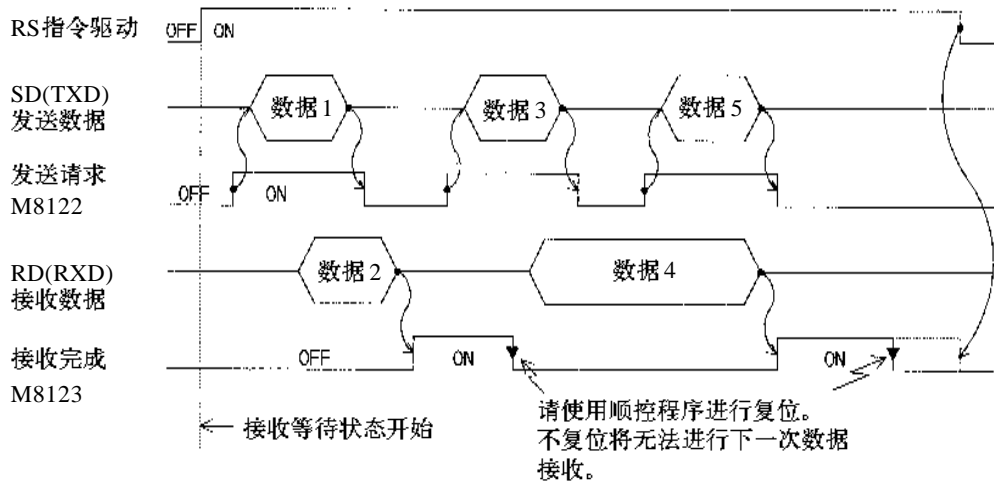 RS指令驱动 OFF ON
SD(TXD)
发送数据
数据1 数据3 数据5
发送请求
M8122
OFF ON
RD(RXD)
接收数据
数据2 数据4
接收完成
M8123
OFF ON ON
接收等待状态开始
请使用顺控程序进行复位。
不复位将无法进行下一次数据
接收。